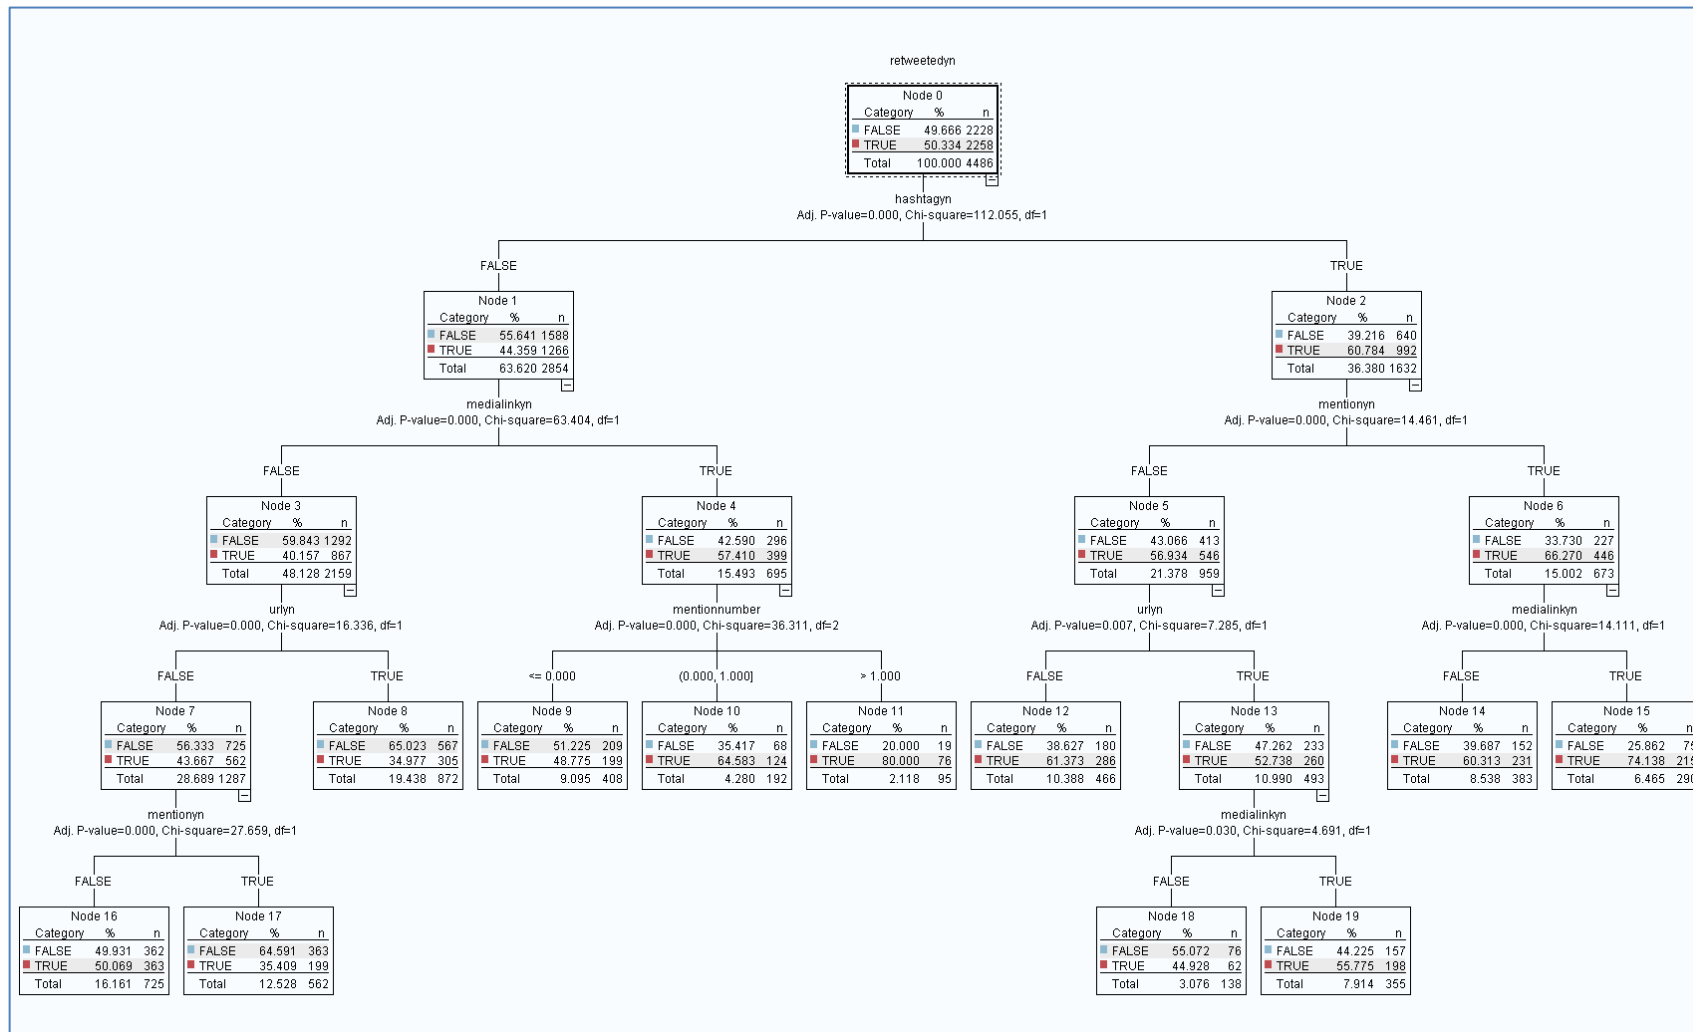 retweetedyn
Node 0
Category % n
FALSE 49.666 2228
TRUE 50.334 2258
Total 100.000 4486
hashtagyn
Adj. P-value=0.000, Chi-square=112.055, df=1
FALSE
TRUE
Node 1
Category % n
FALSE 55.641 1588
TRUE 44.359 1266
Total 63.620 2854
Node 2
Category % n
FALSE 39.216 640
TRUE 60.784 992
Total 36.380 1632
medialinkyn
Adj. P-value=0.000, Chi-square=63.404, df=1
mentionyn
Adj. P-value=0.000, Chi-square=14.461, df=1
FALSE
TRUE
FALSE
TRUE
Node 3
Category % n
FALSE 59.843 1292
TRUE 40.157 867
Total 48.128 2159
Node 4
Category % n
FALSE 42.590 296
TRUE 57.410 399
Total 15.493 695
Node 5
Category % n
FALSE 43.066 413
TRUE 56.934 546
Total 21.378 959
Node 6
Category % n
FALSE 33.730 227
TRUE 66.270 446
Total 15.002 673
urlyn
Adj. P-value=0.000, Chi-square=16.336, df=1
mentionnumber
Adj. P-value=0.000, Chi-square=36.311, df=2
urlyn
Adj. P-value=0.007, Chi-square=7.285, df=1
medialinkyn
Adj. P-value=0.000, Chi-square=14.111, df=1
FALSE
TRUE
<= 0.000
(0.000, 1.000]
> 1.000
FALSE
TRUE
FALSE
TRUE
Node 7
Category % n
FALSE 56.333 725
TRUE 43.667 562
Total 28.689 1287
Node 8
Category % n
FALSE 65.023 567
TRUE 34.977 305
Total 19.438 872
Node 9
Category % n
FALSE 51.225 209
TRUE 48.775 199
Total 9.095 408
Node 10
Category % n
FALSE 35.417 68
TRUE 64.583 124
Total 4.280 192
Node 11
Category % n
FALSE 20.000 19
TRUE 80.000 76
Total 2.118 95
Node 12
Category % n
FALSE 38.627 180
TRUE 61.373 286
Total 10.388 466
Node 13
Category % n
FALSE 47.262 233
TRUE 52.738 260
Total 10.990 493
Node 14
Category % n
FALSE 39.687 152
TRUE 60.313 231
Total 8.538 383
Node 15
Category % n
FALSE 25.862 75
TRUE 74.138 215
Total 6.465 290
mentionyn
Adj. P-value=0.000, Chi-square=27.659, df=1
medialinkyn
Adj. P-value=0.030, Chi-square=4.691, df=1
FALSE
TRUE
FALSE
TRUE
Node 16
Category % n
FALSE 49.931 362
TRUE 50.069 363
Total 16.161 725
Node 17
Category % n
FALSE 64.591 363
TRUE 35.409 199
Total 12.528 562
Node 18
Category % n
FALSE 55.072 76
TRUE 44.928 62
Total 3.076 138
Node 19
Category % n
FALSE 44.225 157
TRUE 55.775 198
Total 7.914 355